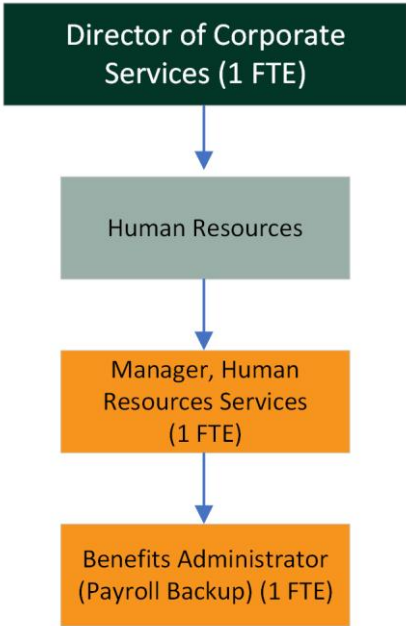 Director of Corporate
Services (1 FTE)
Human Resources
Manager, Human
Resources Services
(1 FTE)
Benefits Administrator
(Payroll Backup) (1 FTE)